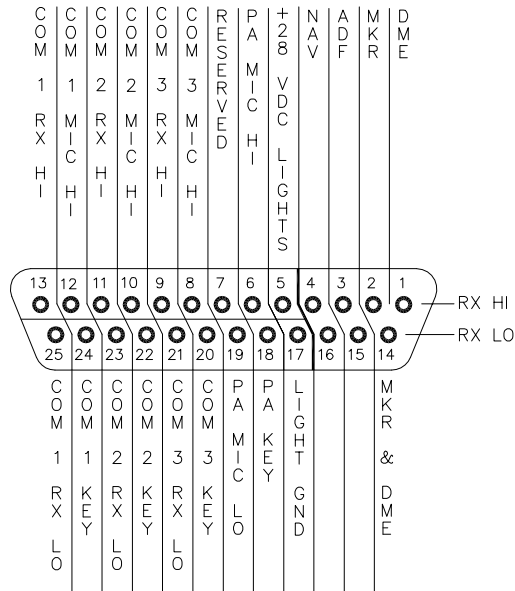 COM 1 RX HI
COM 1 MIC HI
COM 2 RX HI
COM 2 MIC HI
COM 3 RX HI
COM 3 MIC HI
RESERVED
PA MIC HI
+28 VDC LIGHTS
NAV
ADF
MKR
DME
13 12 11 10 9 8 7 6 5 4 3 2 1
RX HI
RX LO
25 24 23 22 21 20 19 18 17 16 15 14
COM 1 RX LO
COM 1 KEY
COM 2 RX LO
COM 2 KEY
COM 3 RX LO
COM 3 KEY
PA MIC LO
PA KEY
LIGHT GND
MKR & DME